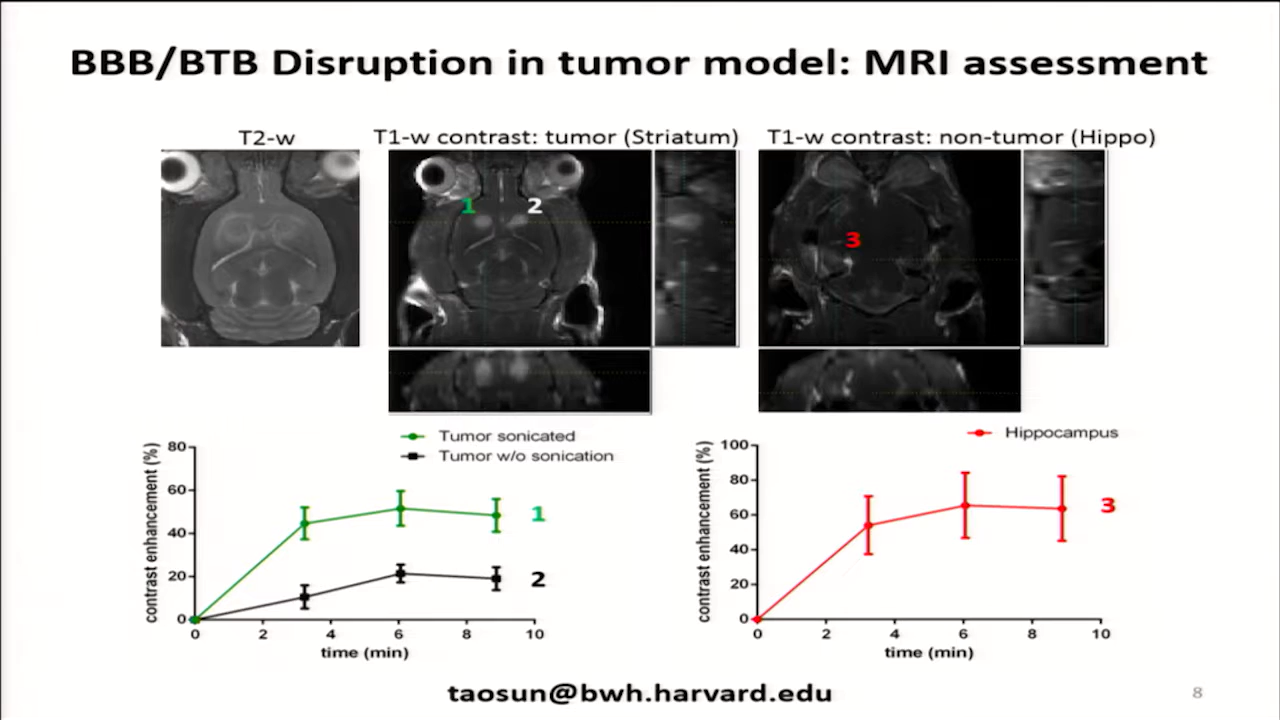 BBB/BTB Disruption in tumor model: MRI assessment
T2-w
T1-w contrast: tumor (Striatum)
T1-w contrast: non-tumor (Hippo)
1
2
3
Tumor sonicated
Tumor w/o sonication
contrast enhancement (%)
80
60
40
20
0
1
2
0 2 4 6 8 10
time (min)
Hippocampus
contrast enhancement (%)
100
80
60
40
20
0
3
0 2 4 6 8 10
time (min)
taosun@bwh.harvard.edu
8